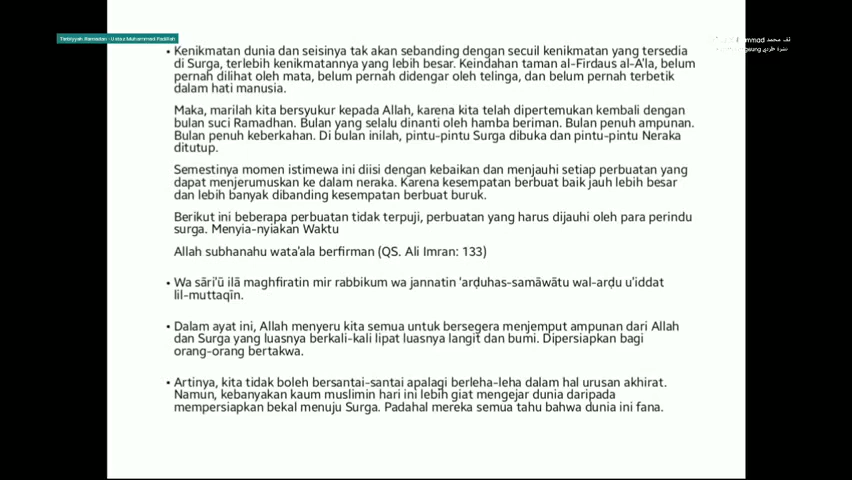 Tarbiyyah Ramadan - Ustaz Muhammad Fadillah
• Kenikmatan dunia dan seisinya tak akan sebanding dengan secuil kenikmatan yang tersedia
di Surga, terlebih kenikmatannya yang lebih besar. Keindahan taman al-Firdaus al-A'la, belum
pernah dilihat oleh mata, belum pernah didengar oleh telinga, dan belum pernah terbetik
dalam hati manusia.
Maka, marilah kita bersyukur kepada Allah, karena kita telah dipertemukan kembali dengan
bulan suci Ramadhan. Bulan yang selalu dinanti oleh hamba beriman. Bulan penuh ampunan.
Bulan penuh keberkahan. Di bulan inilah, pintu-pintu Surga dibuka dan pintu-pintu Neraka
ditutup.
Semestinya momen istimewa ini diisi dengan kebaikan dan menjauhi setiap perbuatan yang
dapat menjerumuskan ke dalam neraka. Karena kesempatan berbuat baik jauh lebih besar
dan lebih banyak dibanding kesempatan berbuat buruk.
Berikut ini beberapa perbuatan tidak terpuji, perbuatan yang harus dijauhi oleh para perindu
surga. Menyia-nyiakan Waktu
Allah subhanahu wata'ala berfirman (QS. Ali Imran: 133)
• Wa sāri'ū ilā maghfiratin mir rabbikum wa jannatin 'arḍuhas-samāwātu wal-arḍu u'iddat
lil-muttaqīn.
• Dalam ayat ini, Allah menyeru kita semua untuk bersegera menjemput ampunan dari Allah
dan Surga yang luasnya berkali-kali lipat luasnya langit dan bumi. Dipersiapkan bagi
orang-orang bertakwa.
• Artinya, kita tidak boleh bersantai-santai apalagi berleha-leha dalam hal urusan akhirat.
Namun, kebanyakan kaum muslimin hari ini lebih giat mengejar dunia daripada
mempersiapkan bekal menuju Surga. Padahal mereka semua tahu bahwa dunia ini fana.